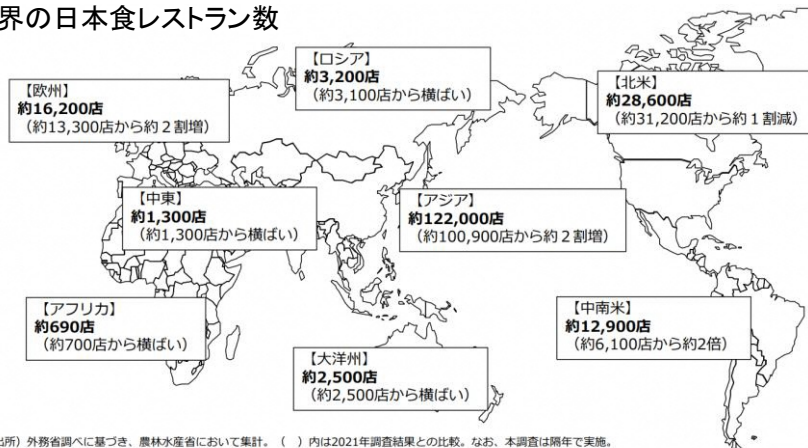 界の日本食レストラン数
【ロシア】
約3,200店
（約3,100店から横ばい）
【北米】
約28,600店
（約31,200店から約１割減）
【欧州】
約16,200店
（約13,300店から約２割増）
【中東】
約1,300店
（約1,300店から横ばい）
【アジア】
約122,000店
（約100,900店から約２割増）
【アフリカ】
約690店
（約700店から横ばい）
【中南米】
約12,900店
（約6,100店から約2倍）
【大洋州】
約2,500店
（約2,500店から横ばい）
出所）外務省調べに基づき、農林水産省において集計。（　）内は2021年調査結果との比較。なお、本調査は隔年で実施。